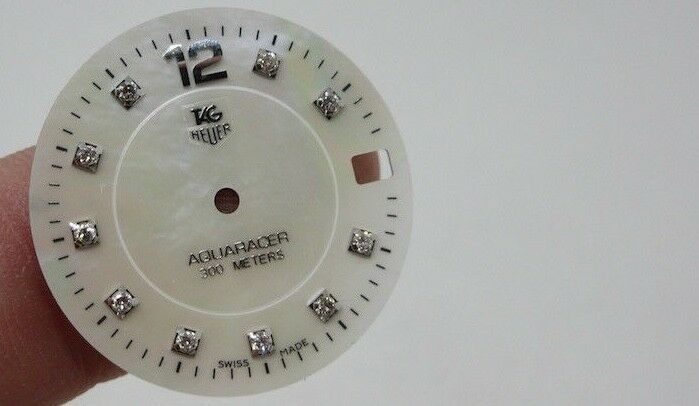 12
TAG
HEUER
AQUARACER
300 METERS
SWISS MADE